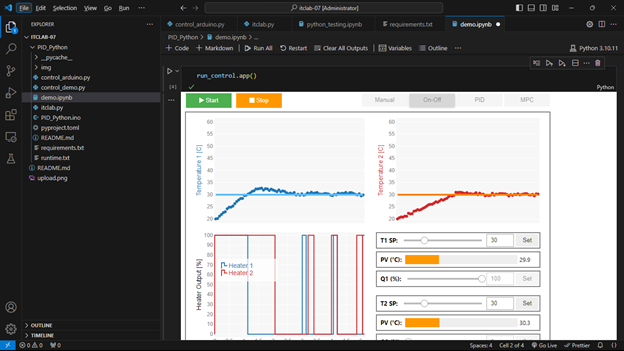 File Edit Selection View Go Run ... itclab-07 [Administrator]
EXPLORER ...
control_arduino.py itclab.py python_testing.ipynb requirements.txt demo.ipynb
ITCLAB-07
PID_Python > demo.ipynb > ...
+ Code + Markdown Run All Restart Clear All Outputs Variables Outline ... Python 3.10.11
PID_Python
__pycache__
img
control_arduino.py
control_demo.py
demo.ipynb
itclab.py
PID_Python.ino
pyproject.toml
README.md
requirements.txt
runtime.txt
README.md
upload.png
run_control.app()
[4] Python
Start Stop Manual On-Off PID MPC
Temperature 1 [C]
60
55
50
45
40
35
30
25
20
Temperature 2 [C]
60
55
50
45
40
35
30
25
20
Heater Output [%]
100
90
80
70
60
50
40
30
20
10
0
Heater 1
Heater 2
T1 SP: 30 Set
PV (°C): 29.9
Q1 (%): 100 Set
T2 SP: 30 Set
PV (°C): 30.3
OUTLINE
TIMELINE
0 0 0 Spaces: 4 Cell 2 of 4 Go Live Prettier